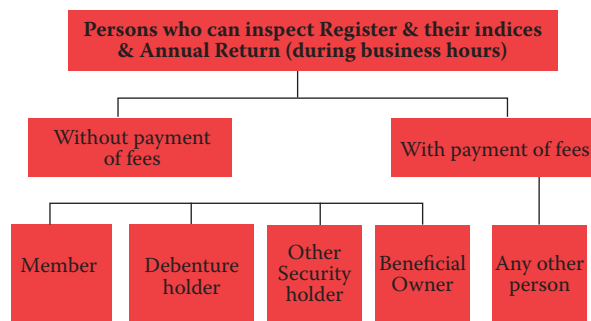 Persons who can inspect Register & their indices
& Annual Return (during business hours)
Without payment
of fees
With payment of fees
Member
Debenture
holder
Other
Security
holder
Beneficial
Owner
Any other
person